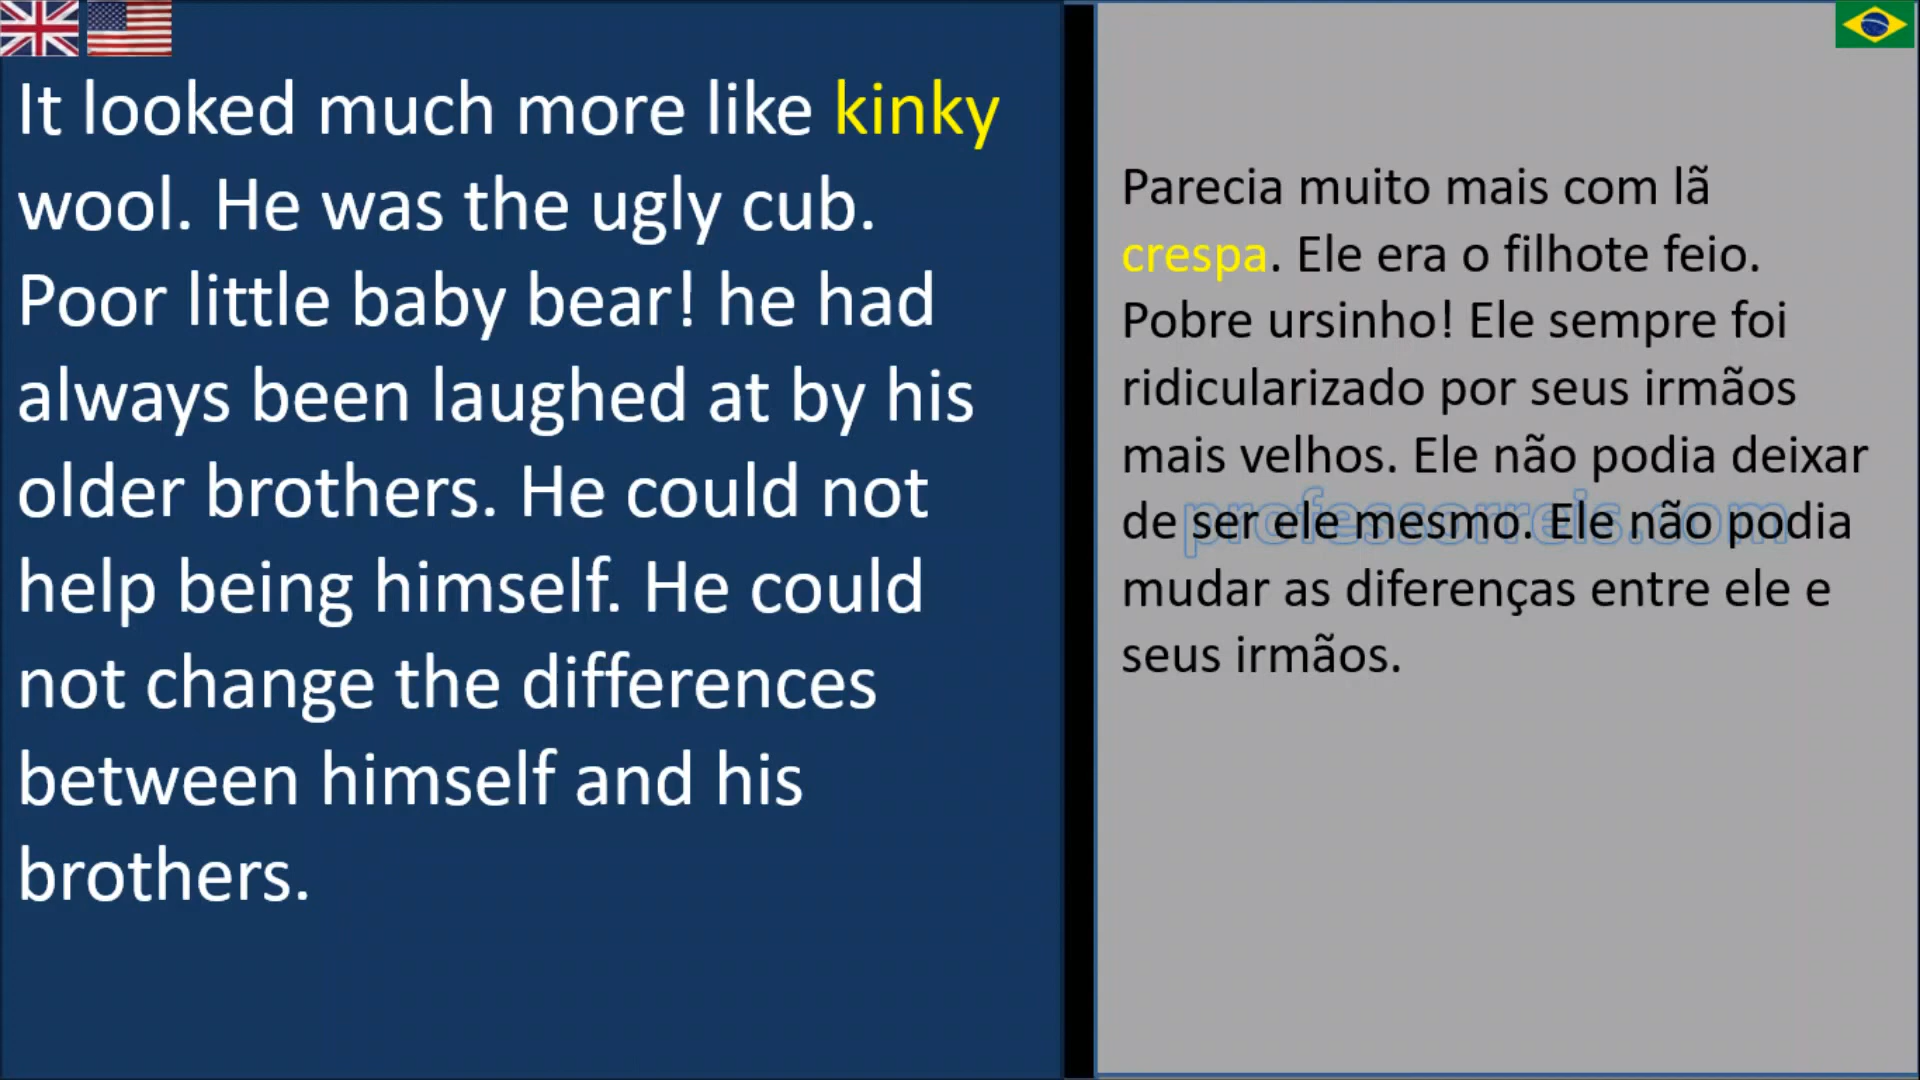 It looked much more like kinky
wool. He was the ugly cub.
Poor little baby bear! he had
always been laughed at by his
older brothers. He could not
help being himself. He could
not change the differences
between himself and his
brothers.
Parecia muito mais com lã
crespa. Ele era o filhote feio.
Pobre ursinho! Ele sempre foi
ridicularizado por seus irmãos
mais velhos. Ele não podia deixar
de ser ele mesmo. Ele não podia
professorreis.com
mudar as diferenças entre ele e
seus irmãos.